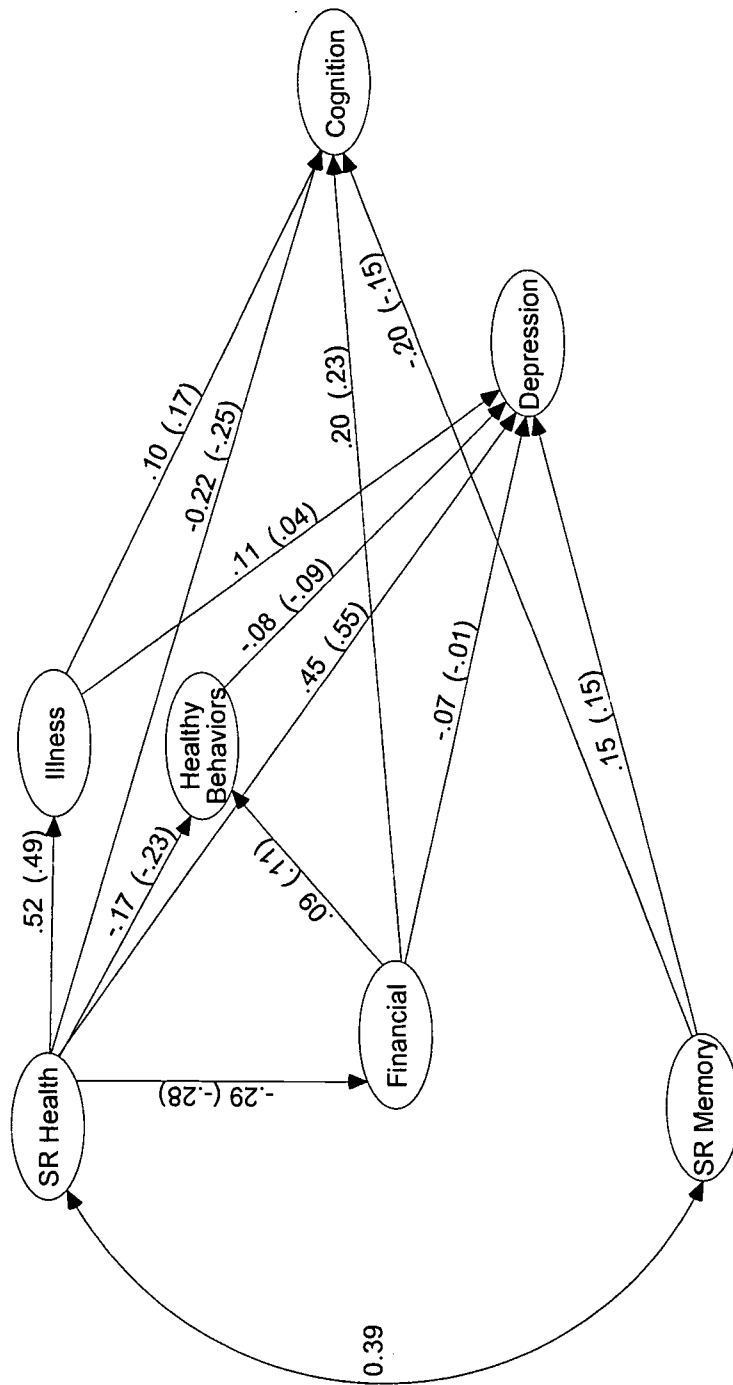 Cognition
Depression
Illness
Healthy
Behaviors
Financial
SR Health
SR Memory
.10 (.17)
-0.22 (-.25)
.11 (.04)
-.08 (-.09)
.45 (.55)
.20 (.23)
-.20 (-.15)
-.07 (-.01)
.15 (.15)
.52 (.49)
-.17 (-.23)
.09 (.11)
-.29 (-.28)
0.39